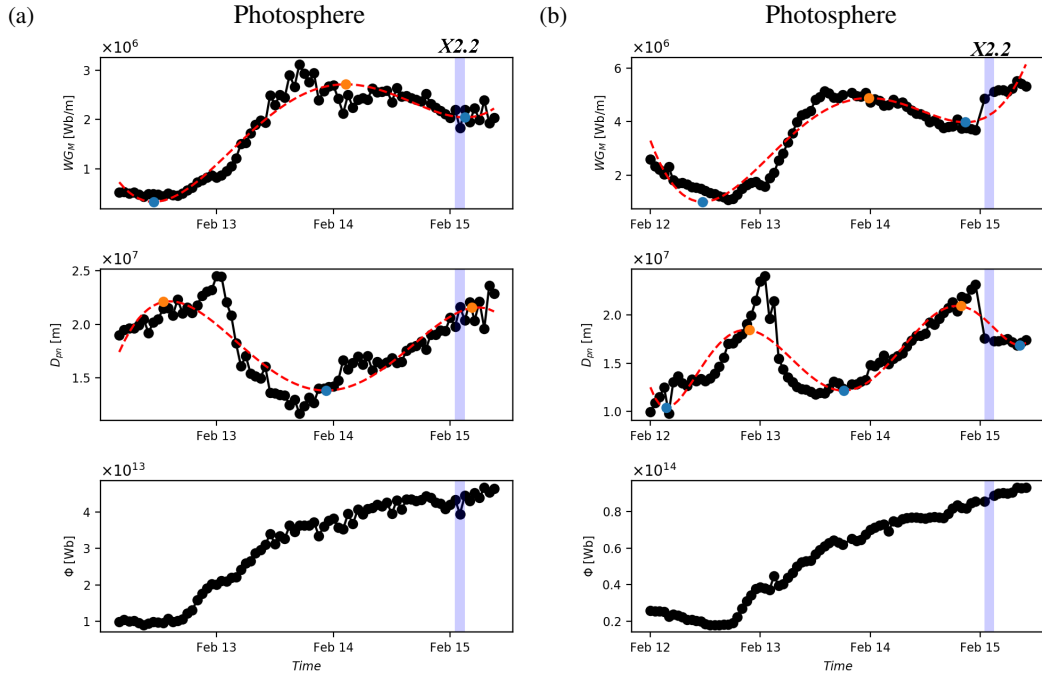 (a) Photosphere
X2.2
×10⁶
3
2
1
WG_M [Wb/m]
Feb 13 Feb 14 Feb 15
×10⁷
2.5
2.0
1.5
D_pn [m]
Feb 13 Feb 14 Feb 15
×10¹³
4
3
2
1
Φ [Wb]
Feb 13 Feb 14 Feb 15
Time
(b) Photosphere
X2.2
×10⁶
6
4
2
WG_M [Wb/m]
Feb 12 Feb 13 Feb 14 Feb 15
×10⁷
2.5
2.0
1.5
1.0
D_pn [m]
Feb 12 Feb 13 Feb 14 Feb 15
×10¹⁴
0.8
0.6
0.4
0.2
Φ [Wb]
Feb 12 Feb 13 Feb 14 Feb 15
Time